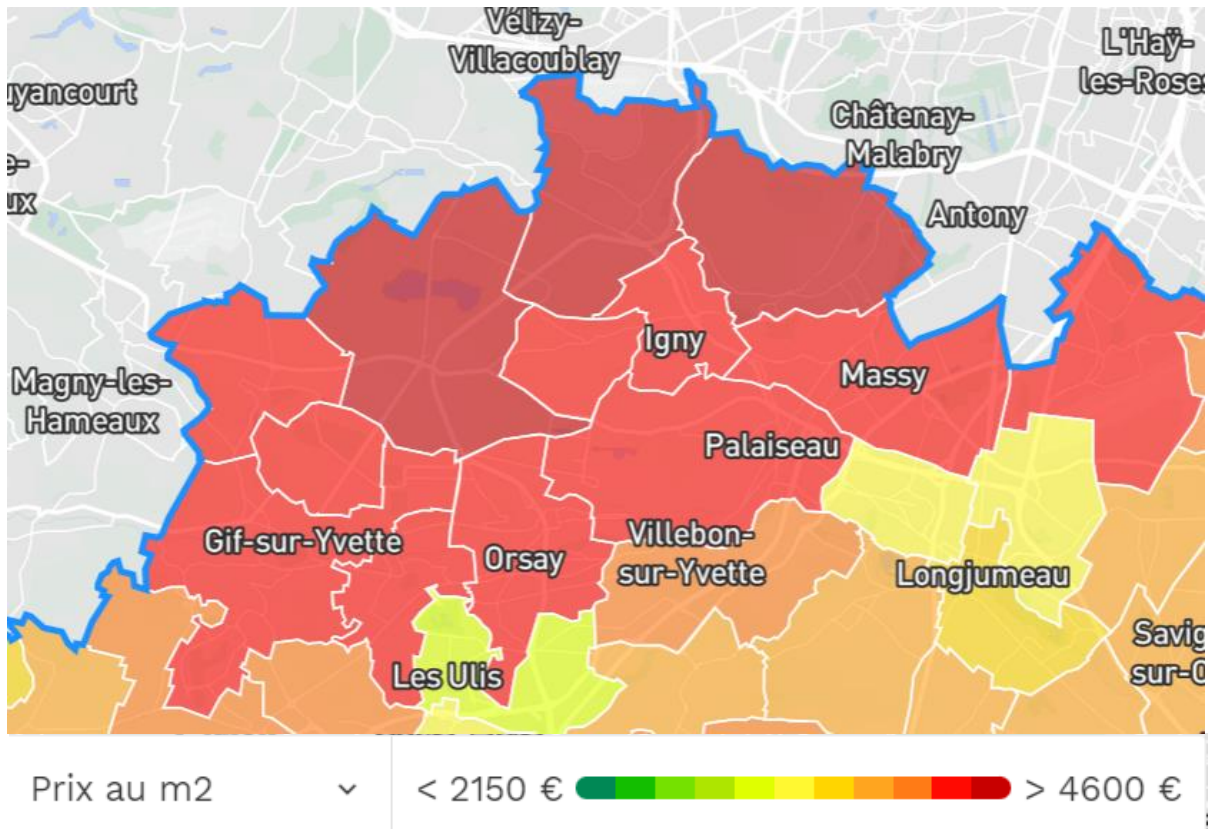 Vélizy-
Villacoublay
L'Haÿ-
les-Roses
uyancourt
Châtenay-
Malabry
Antony
Igny
Magny-les-
Hameaux
Massy
Palaiseau
Gif-sur-Yvette
Orsay
Villebon-
sur-Yvette
Longjumeau
Savig
sur-O
Les Ulis
Prix au m2
< 2150 €
> 4600 €